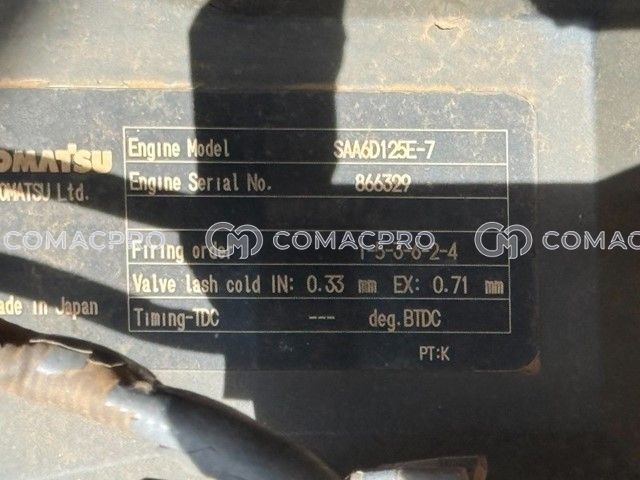 KOMATSU
KOMATSU Ltd.
Engine Model SAA6D125E-7
Engine Serial No. 866329
Firing order 1-5-3-6-2-4
Valve lash cold IN: 0.33 mm EX: 0.71 mm
Timing-TDC --- deg.BTDC
Made in Japan
PT:K
COMACPRO COMACPRO COMACPRO